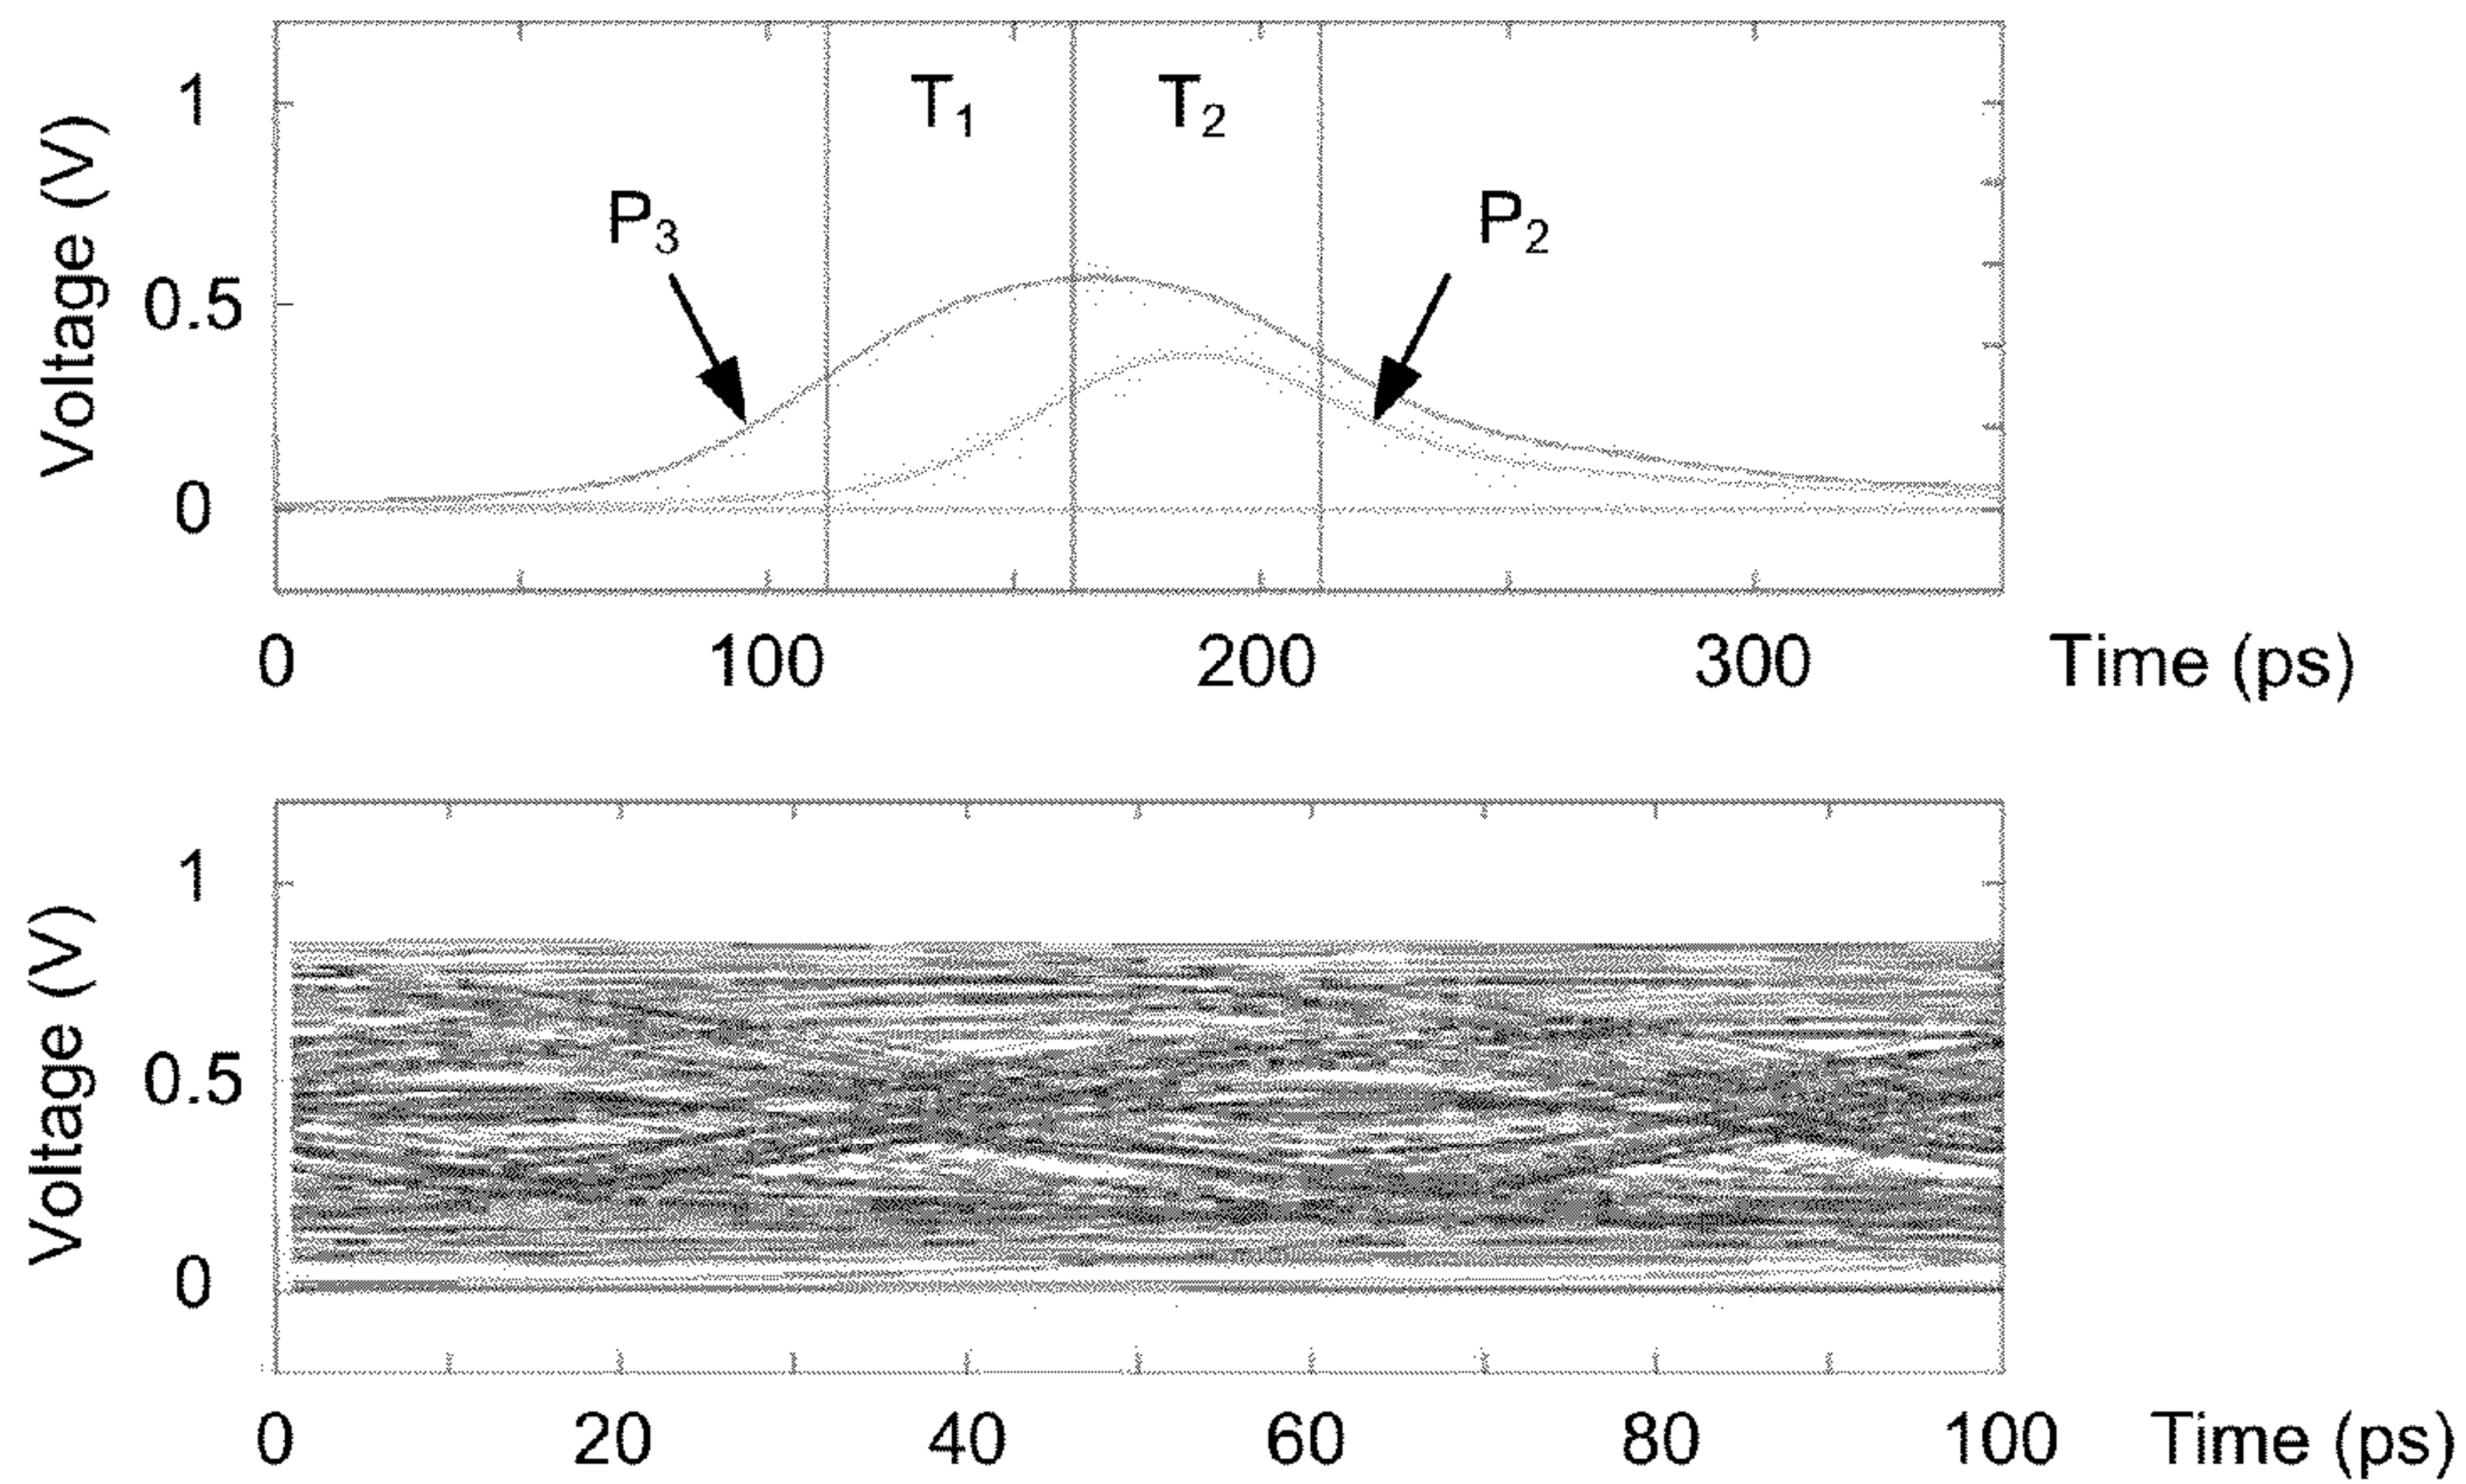 Voltage (V)
1
0.5
0
T₁
T₂
P₃
P₂
0 100 200 300 Time (ps)
Voltage (V)
1
0.5
0
0 20 40 60 80 100 Time (ps)